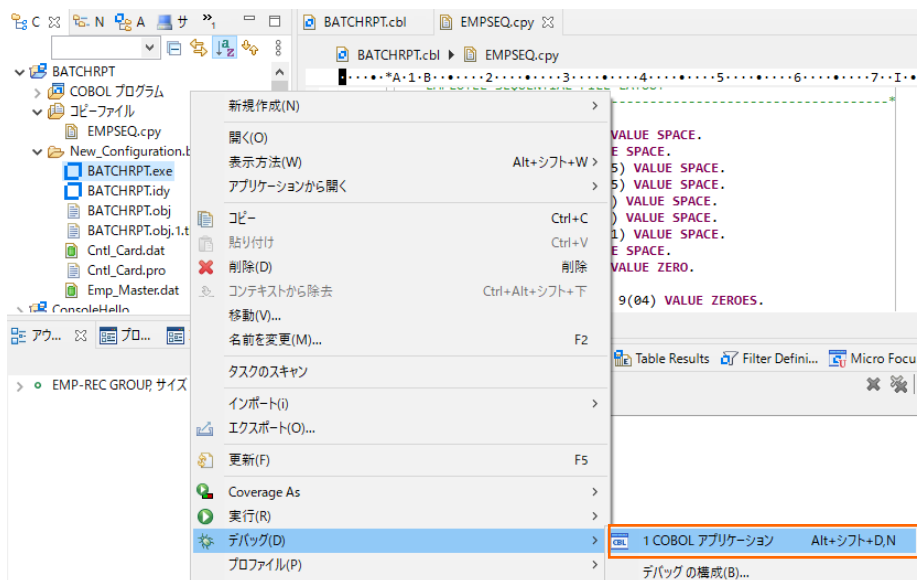 C N A サ 1 BATCHRPT.cbl EMPSEQ.cpy
BATCHRPT.cbl EMPSEQ.cpy
BATCHRPT
COBOL プログラム
コピーファイル
EMPSEQ.cpy
New_Configuration.b
BATCHRPT.exe
BATCHRPT.idy
BATCHRPT.obj
BATCHRPT.obj.1.t
Cntl_Card.dat
Cntl_Card.pro
Emp_Master.dat
ConsoleHello
アウ... プロ...
EMP-REC GROUP, サイズ
新規作成(N)
開く(O)
表示方法(W) Alt+シフト+W
アプリケーションから開く
コピー Ctrl+C
貼り付け Ctrl+V
削除(D) 削除
コンテキストから除去 Ctrl+Alt+シフト+下
移動(V)...
名前を変更(M)... F2
タスクのスキャン
インポート(i)
エクスポート(O)...
更新(F) F5
Coverage As
実行(R)
デバッグ(D)
プロファイル(P)
1 COBOL アプリケーション Alt+シフト+D,N
デバッグ の構成(B)...
*A·1·B··•····2····•····3····•····4····•····5····•····6····•····7··I·•
VALUE SPACE.
E SPACE.
5) VALUE SPACE.
5) VALUE SPACE.
) VALUE SPACE.
) VALUE SPACE.
1) VALUE SPACE.
E SPACE.
VALUE ZERO.
9(04) VALUE ZEROES.
Table Results Filter Defini... Micro Focu